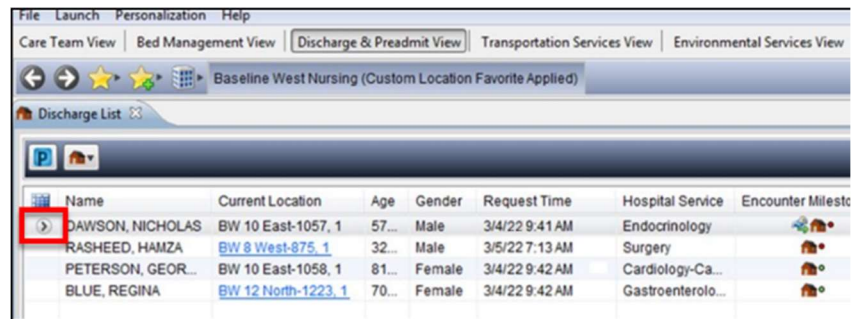 File Launch Personalization Help
Care Team View Bed Management View Discharge & Preadmit View Transportation Services View Environmental Services View
Baseline West Nursing (Custom Location Favorite Applied)
Discharge List
P
Name Current Location Age Gender Request Time Hospital Service Encounter Milesto
DAWSON, NICHOLAS BW 10 East-1057, 1 57... Male 3/4/22 9:41 AM Endocrinology
RASHEED, HAMZA BW 8 West-875, 1 32... Male 3/5/22 7:13 AM Surgery
PETERSON, GEOR... BW 10 East-1058, 1 81... Female 3/4/22 9:42 AM Cardiology-Ca...
BLUE, REGINA BW 12 North-1223, 1 70... Female 3/4/22 9:42 AM Gastroenterolo...